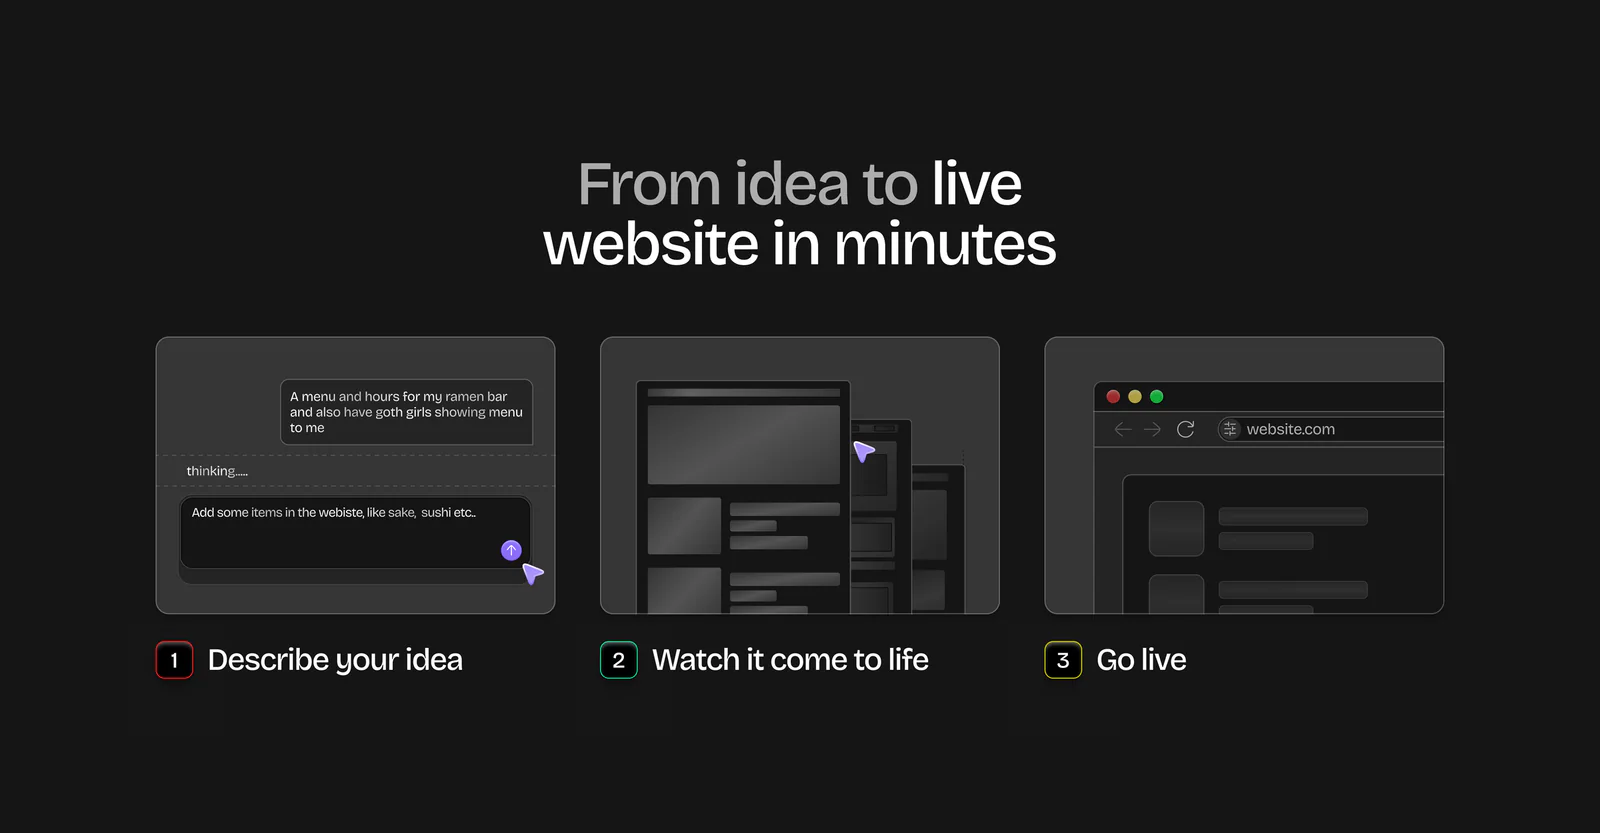 From idea to live
website in minutes
A menu and hours for my ramen bar
and also have goth girls showing menu
to me
thinking.....
Add some items in the webiste, like sake,  sushi etc..
website.com
1 Describe your idea
2 Watch it come to life
3 Go live